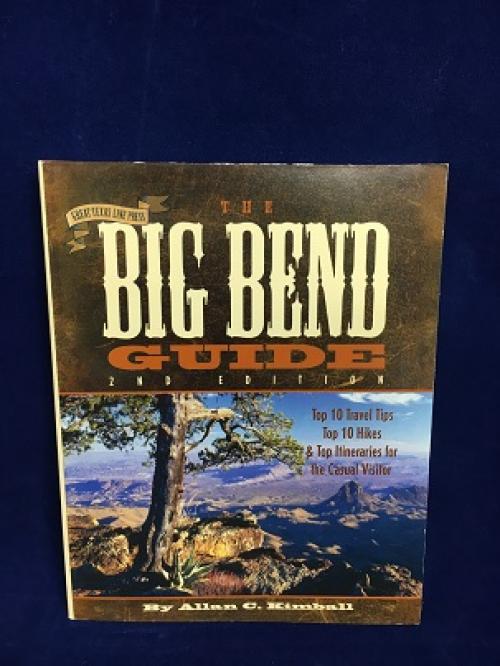 GREAT TEXAS LINE PRESS
THE
BIG BEND
GUIDE
2ND EDITION
Top 10 Travel Tips
Top 10 Hikes
& Top Itineraries for
the Casual Visitor
By Allan C. Kimball